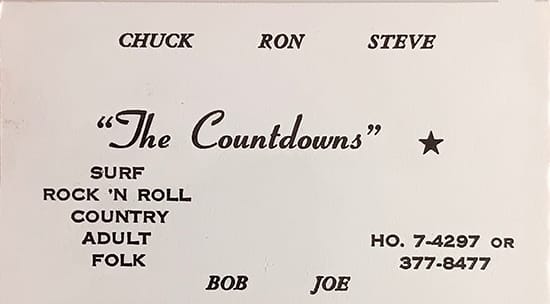 CHUCK RON STEVE
"The Countdowns" ★
SURF
ROCK 'N ROLL
COUNTRY
ADULT
FOLK
HO. 7-4297 OR
377-8477
BOB JOE